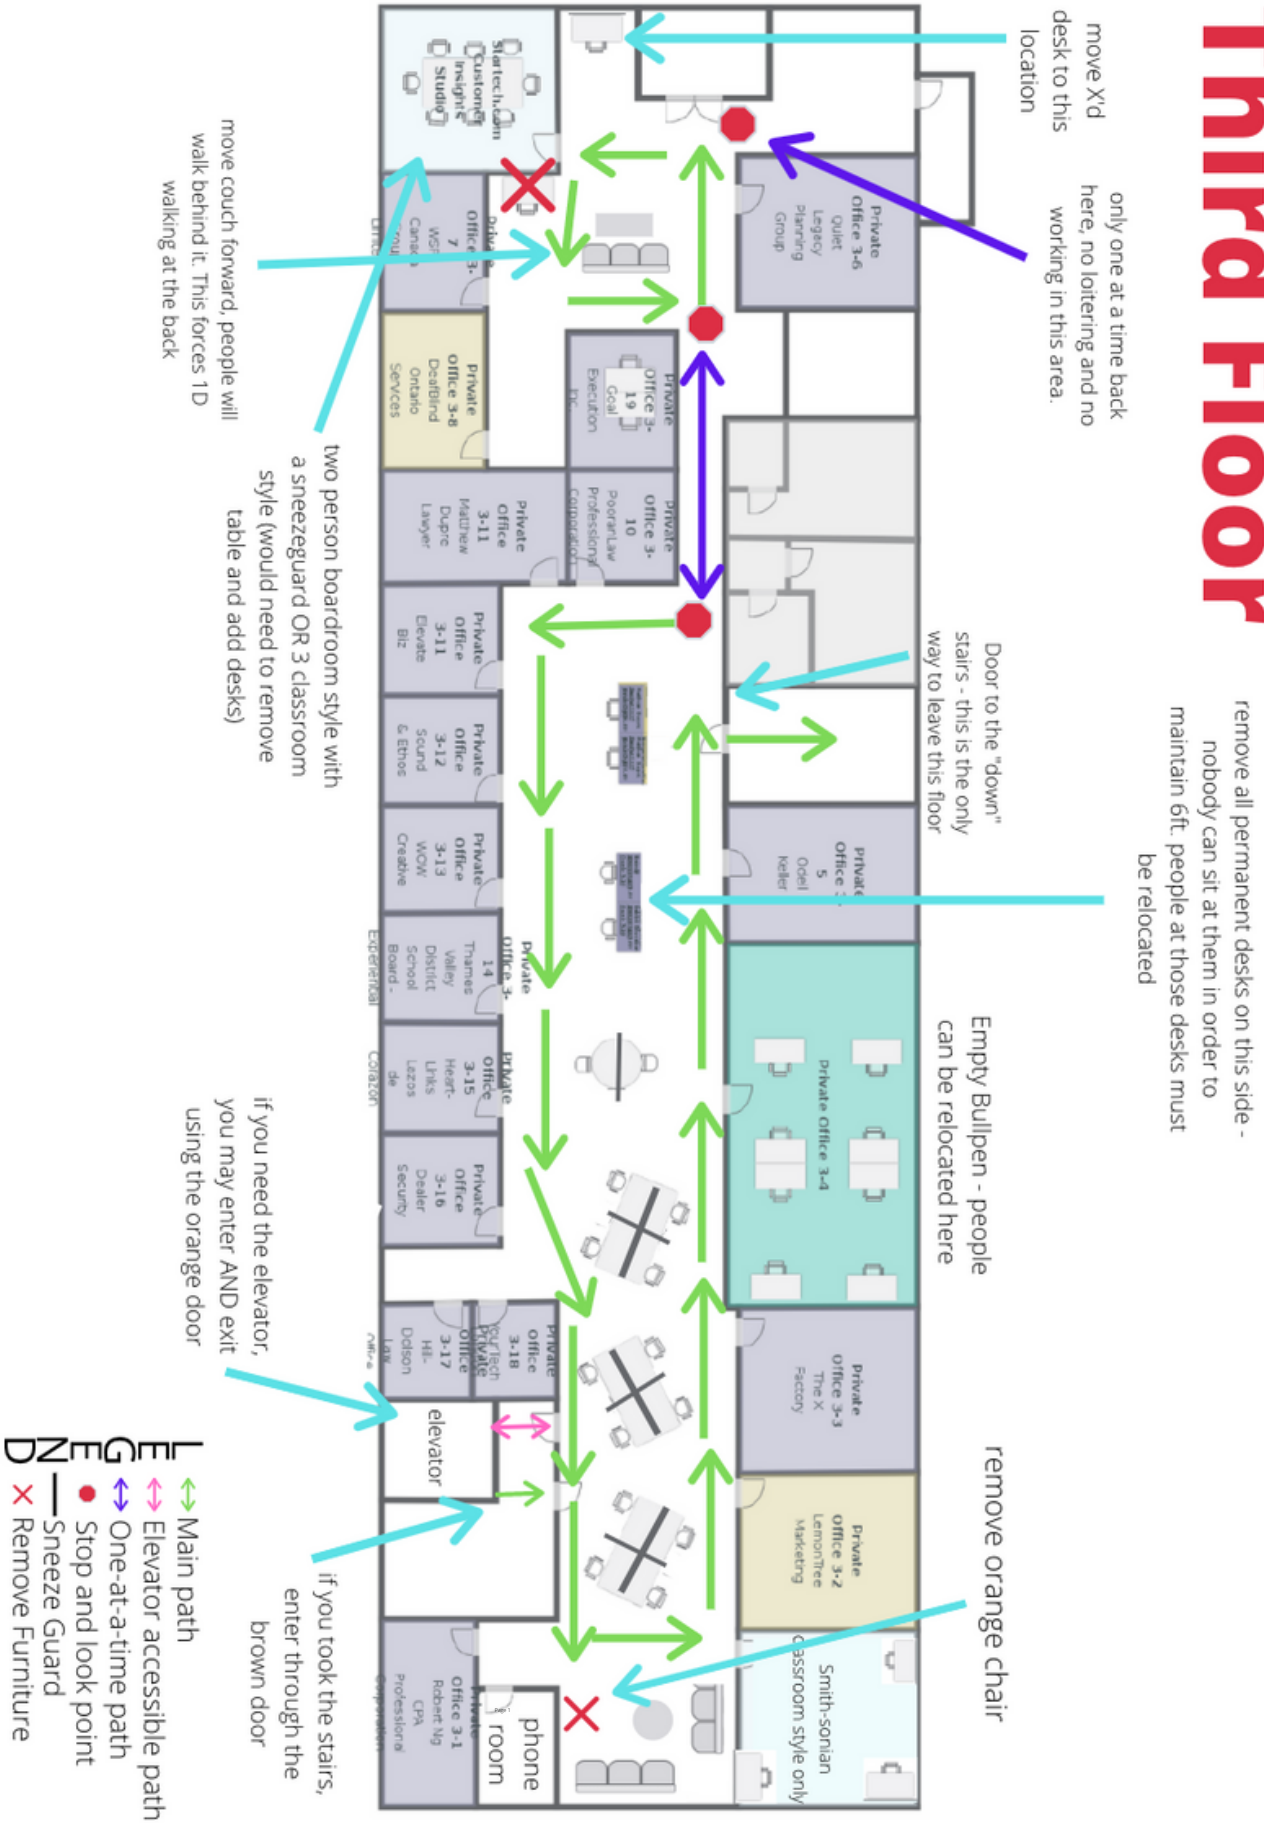 Third Floor
move X'd
desk to this
location
only one at a time back
here, no loitering and no
working in this area.
remove all permanent desks on this side -
nobody can sit at them in order to
maintain 6ft. people at those desks must
be relocated
Door to the "down"
stairs - this is the only
way to leave this floor
Empty Bullpen - people
can be relocated here
remove orange chair
Private
Office 3-6
Quiet
Legacy
Planning
Group
Private
Office 3-
5
Odell
Keller
Private Office 3-4
Private
Office 3-3
The X
Factory
Private
Office 3-2
LemonTree
Marketing
Smith-sonian
classroom style only
Startech.com
Customer
Insights
Studio
Private
Office 3-
7
WSP
Canada
Group
Limited
Private
Office 3-8
DeafBlind
Ontario
Services
Private
Office 3-
19
Goal
Execution
Inc.
Private
Office 3-
10
PooranLaw
Professional
Corporation
Private
Office
3-11
Matthew
Dupre
Lawyer
Private
Office
3-11
Elevate
Biz
Private
Office
3-12
Sound
& Ethos
Private
Office
3-13
WOW
Creative
Private
Office 3-
14
Thames
Valley
District
School
Board -
Experiential
Private
Office
3-15
Heart-
Links
Lazos
de
Corazon
Private
Office
3-16
Dealer
Security
Private
Office
3-17
Hill-
Dolson
Law
Office
Private
Office
3-18
YourTech
elevator
Private
Office 3-1
Robert Ng
CPA
Professional
Corporation
phone
room
move couch forward, people will
walk behind it. This forces 1D
walking at the back
two person boardroom style with
a sneezeguard OR 3 classroom
style (would need to remove
table and add desks)
if you need the elevator,
you may enter AND exit
using the orange door
if you took the stairs,
enter through the
brown door
LEGEND
Main path
Elevator accessible path
One-at-a-time path
Stop and look point
Sneeze Guard
Remove Furniture